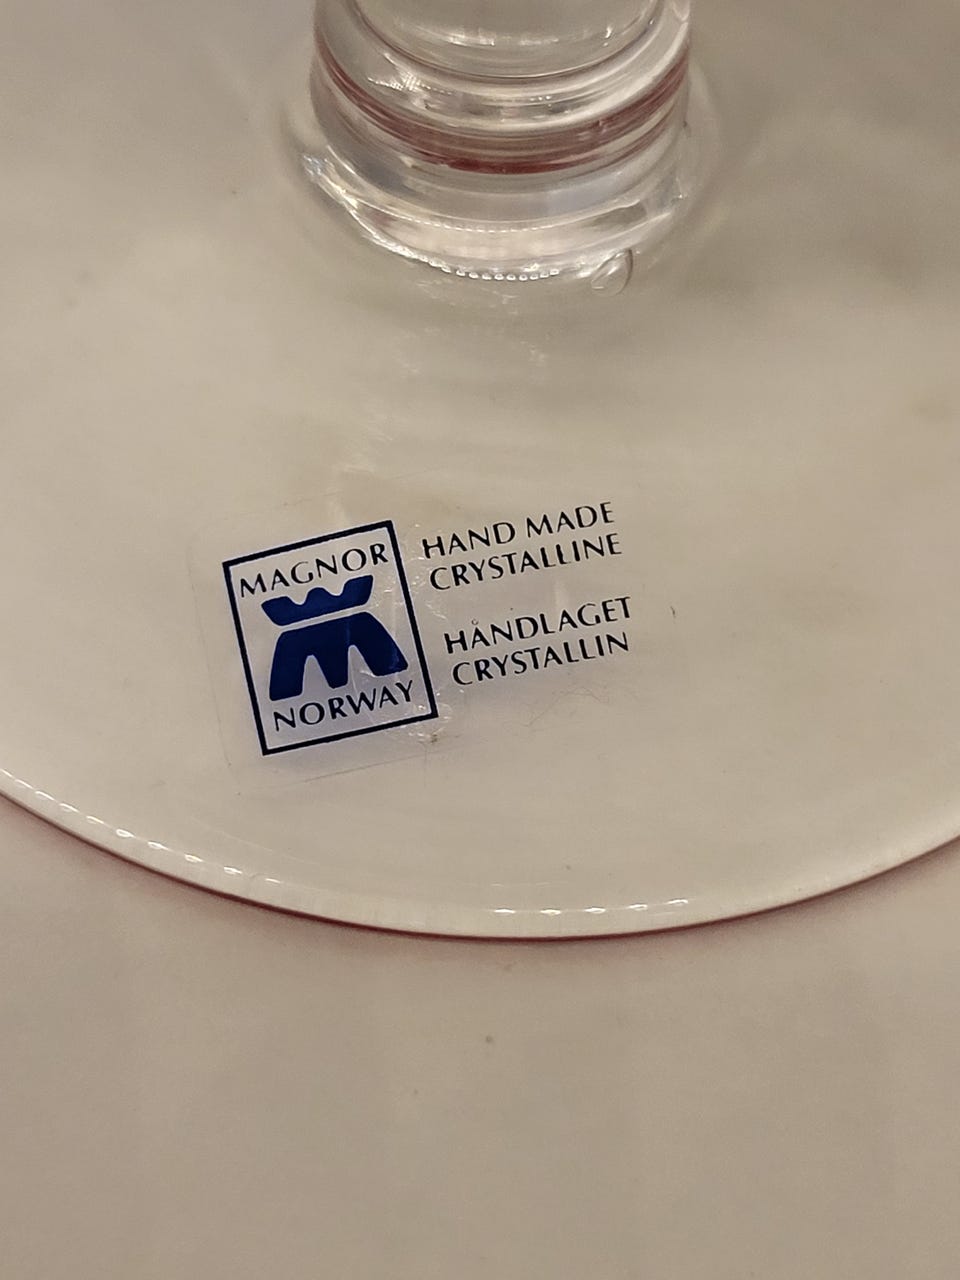 MAGNOR
NORWAY
HAND MADE
CRYSTALLINE
HÅNDLAGET
CRYSTALLIN